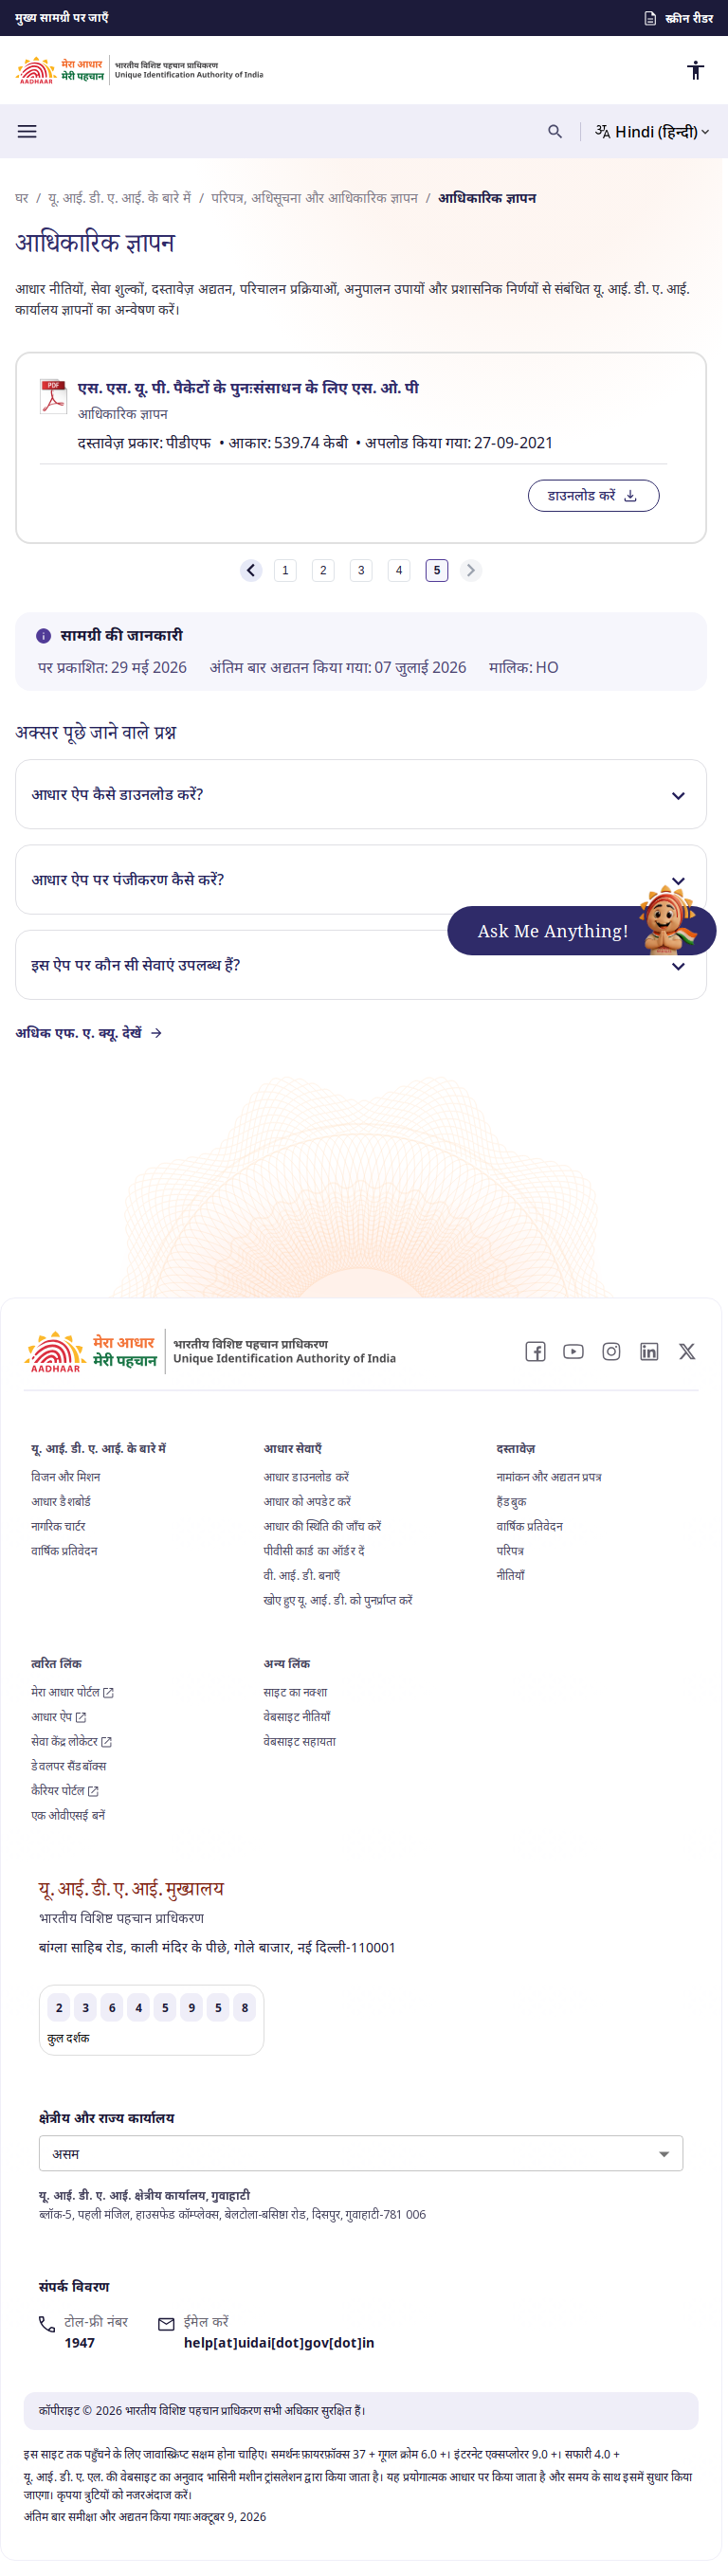 मुख्य सामग्री पर जाएँ
स्क्रीन रीडर
मेरा आधार
मेरी पहचान
AADHAAR
भारतीय विशिष्ट पहचान प्राधिकरण
Unique Identification Authority of India
Hindi (हिन्दी)
घर / यू. आई. डी. ए. आई. के बारे में / परिपत्र, अधिसूचना और आधिकारिक ज्ञापन / आधिकारिक ज्ञापन
आधिकारिक ज्ञापन
आधार नीतियों, सेवा शुल्कों, दस्तावेज़ अद्यतन, परिचालन प्रक्रियाओं, अनुपालन उपायों और प्रशासनिक निर्णयों से संबंधित यू. आई. डी. ए. आई.
कार्यालय ज्ञापनों का अन्वेषण करें।
PDF
एस. एस. यू. पी. पैकेटों के पुनःसंसाधन के लिए एस. ओ. पी
आधिकारिक ज्ञापन
दस्तावेज़ प्रकार: पीडीएफ • आकार: 539.74 केबी • अपलोड किया गया: 27-09-2021
डाउनलोड करें
1 2 3 4 5
सामग्री की जानकारी
पर प्रकाशित: 29 मई 2026 अंतिम बार अद्यतन किया गया: 07 जुलाई 2026 मालिक: HO
अक्सर पूछे जाने वाले प्रश्न
आधार ऐप कैसे डाउनलोड करें?
आधार ऐप पर पंजीकरण कैसे करें?
Ask Me Anything!
इस ऐप पर कौन सी सेवाएं उपलब्ध हैं?
अधिक एफ. ए. क्यू. देखें
मेरा आधार
मेरी पहचान
AADHAAR
भारतीय विशिष्ट पहचान प्राधिकरण
Unique Identification Authority of India
यू. आई. डी. ए. आई. के बारे में
विजन और मिशन
आधार डैशबोर्ड
नागरिक चार्टर
वार्षिक प्रतिवेदन
आधार सेवाएँ
आधार डाउनलोड करें
आधार को अपडेट करें
आधार की स्थिति की जाँच करें
पीवीसी कार्ड का ऑर्डर दें
वी. आई. डी. बनाएँ
खोए हुए यू. आई. डी. को पुनर्प्राप्त करें
दस्तावेज़
नामांकन और अद्यतन प्रपत्र
हैंडबुक
वार्षिक प्रतिवेदन
परिपत्र
नीतियाँ
त्वरित लिंक
मेरा आधार पोर्टल
आधार ऐप
सेवा केंद्र लोकेटर
डेवलपर सैंडबॉक्स
कैरियर पोर्टल
एक ओवीएसई बनें
अन्य लिंक
साइट का नक्शा
वेबसाइट नीतियाँ
वेबसाइट सहायता
यू. आई. डी. ए. आई. मुख्यालय
भारतीय विशिष्ट पहचान प्राधिकरण
बांग्ला साहिब रोड, काली मंदिर के पीछे, गोले बाजार, नई दिल्ली-110001
2 3 6 4 5 9 5 8
कुल दर्शक
क्षेत्रीय और राज्य कार्यालय
असम
यू. आई. डी. ए. आई. क्षेत्रीय कार्यालय, गुवाहाटी
ब्लॉक-5, पहली मंजिल, हाउसफेड कॉम्प्लेक्स, बेलटोला-बसिष्ठा रोड, दिसपुर, गुवाहाटी-781 006
संपर्क विवरण
टोल-फ्री नंबर
1947
ईमेल करें
help[at]uidai[dot]gov[dot]in
कॉपीराइट © 2026 भारतीय विशिष्ट पहचान प्राधिकरण सभी अधिकार सुरक्षित हैं।
इस साइट तक पहुँचने के लिए जावास्क्रिप्ट सक्षम होना चाहिए। समर्थनः फ़ायरफ़ॉक्स 37 + गूगल क्रोम 6.0 +। इंटरनेट एक्सप्लोरर 9.0 +। सफारी 4.0 +
यू. आई. डी. ए. एल. की वेबसाइट का अनुवाद भासिनी मशीन ट्रांसलेशन द्वारा किया जाता है। यह प्रयोगात्मक आधार पर किया जाता है और समय के साथ इसमें सुधार किया
जाएगा। कृपया त्रुटियों को नजरअंदाज करें।
अंतिम बार समीक्षा और अद्यतन किया गयाः अक्टूबर 9, 2026